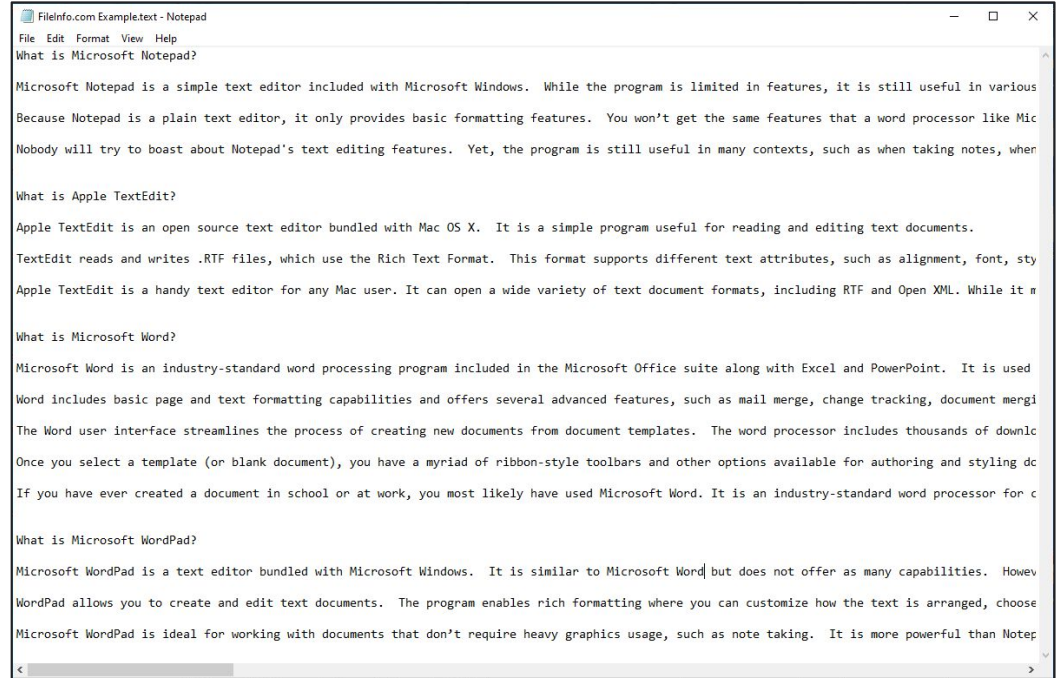 FileInfo.com Example.text - Notepad
File Edit Format View Help
What is Microsoft Notepad?
Microsoft Notepad is a simple text editor included with Microsoft Windows.  While the program is limited in features, it is still useful in various
Because Notepad is a plain text editor, it only provides basic formatting features.  You won’t get the same features that a word processor like Mic
Nobody will try to boast about Notepad's text editing features.  Yet, the program is still useful in many contexts, such as when taking notes, when
What is Apple TextEdit?
Apple TextEdit is an open source text editor bundled with Mac OS X.  It is a simple program useful for reading and editing text documents.
TextEdit reads and writes .RTF files, which use the Rich Text Format.  This format supports different text attributes, such as alignment, font, sty
Apple TextEdit is a handy text editor for any Mac user. It can open a wide variety of text document formats, including RTF and Open XML. While it
What is Microsoft Word?
Microsoft Word is an industry-standard word processing program included in the Microsoft Office suite along with Excel and PowerPoint.  It is used
Word includes basic page and text formatting capabilities and offers several advanced features, such as mail merge, change tracking, document mergi
The Word user interface streamlines the process of creating new documents from document templates.  The word processor includes thousands of
Once you select a template (or blank document), you have a myriad of ribbon-style toolbars and other options available for authoring and styling
If you have ever created a document in school or at work, you most likely have used Microsoft Word. It is an industry-standard word processor for
What is Microsoft WordPad?
Microsoft WordPad is a text editor bundled with Microsoft Windows.  It is similar to Microsoft Word but does not offer as many capabilities.  Howev
WordPad allows you to create and edit text documents.  The program enables rich formatting where you can customize how the text is arranged, choose
Microsoft WordPad is ideal for working with documents that don’t require heavy graphics usage, such as note taking.  It is more powerful than Notep